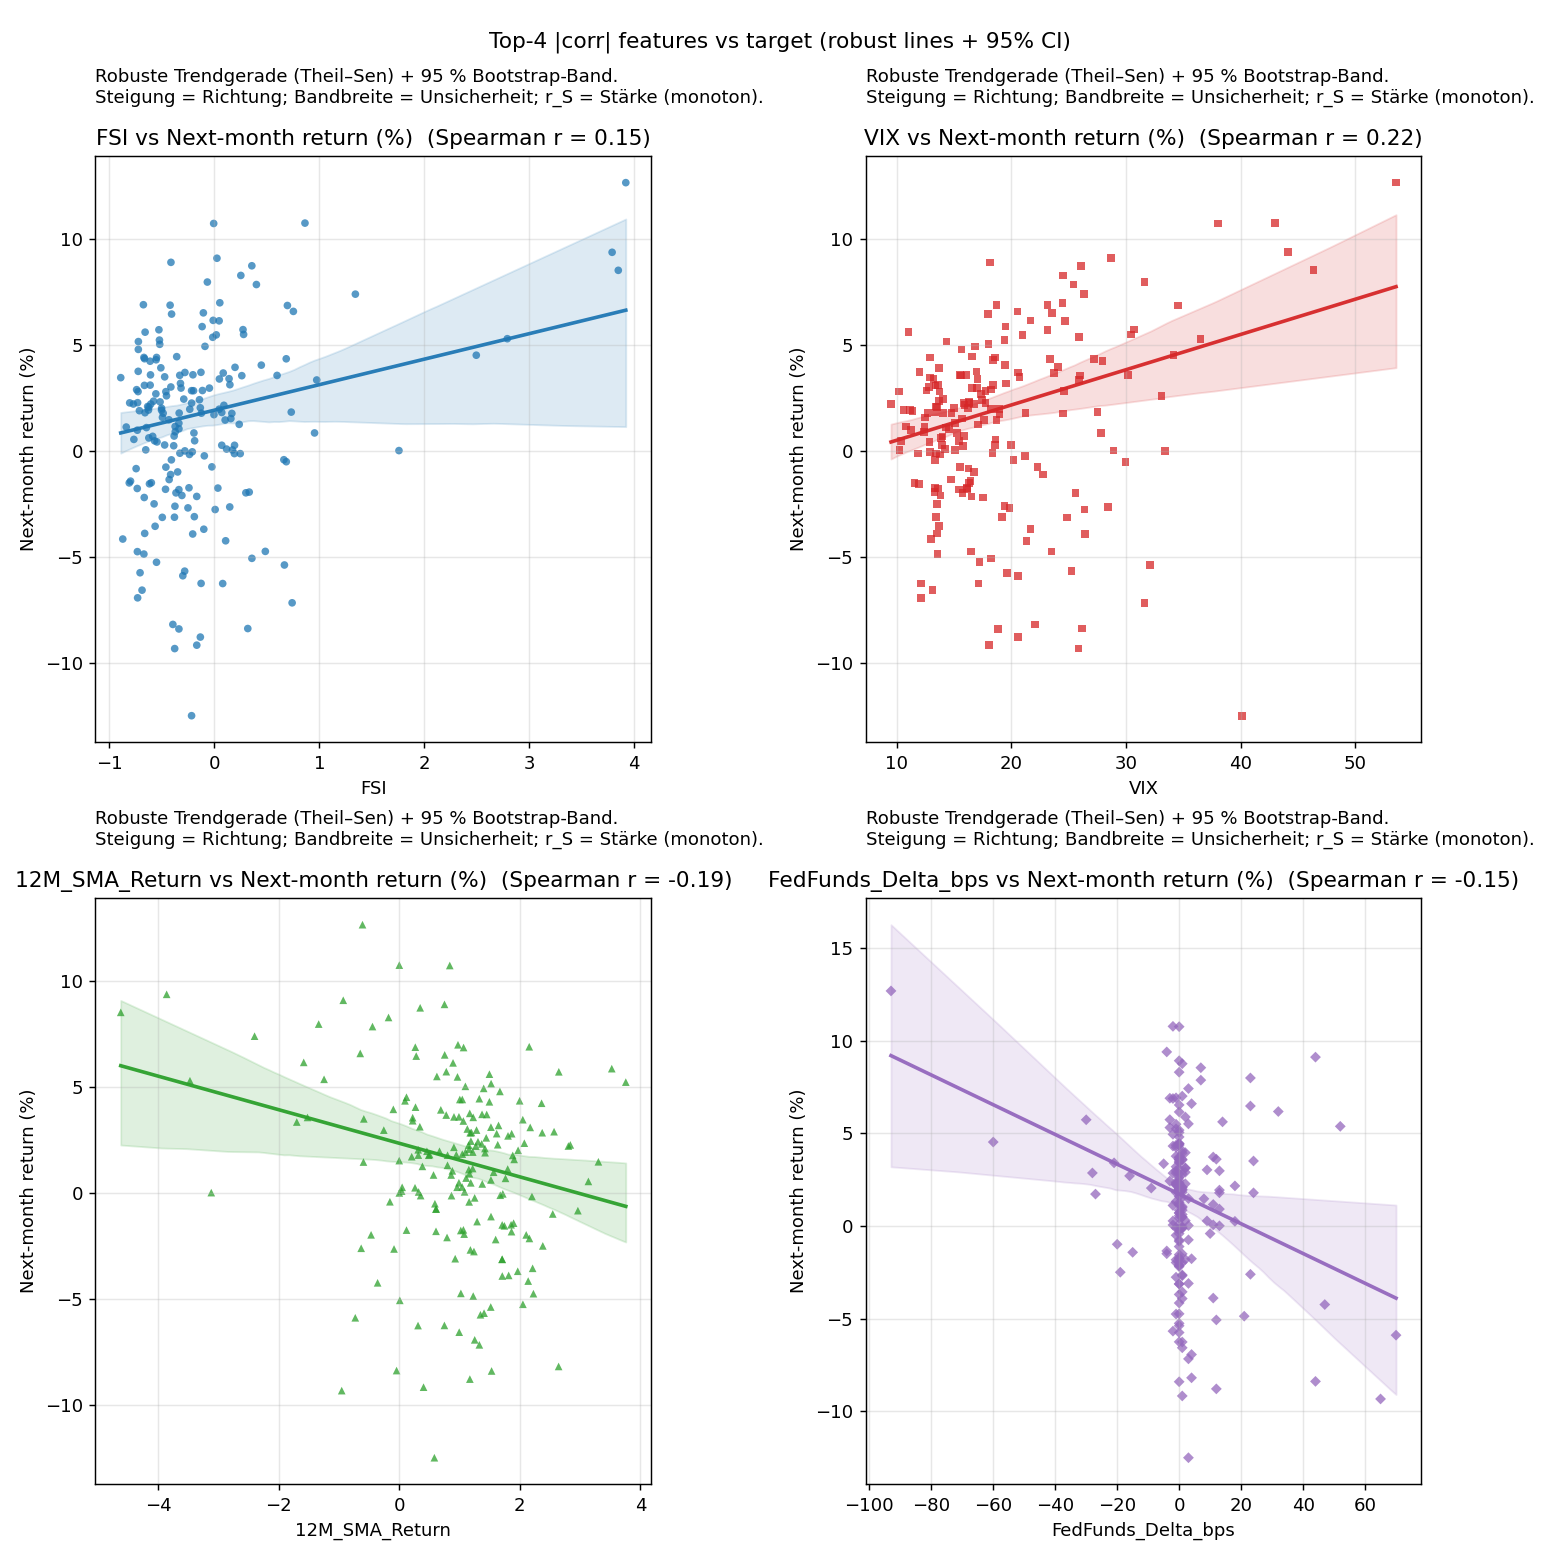 Top-4 |corr| features vs target (robust lines + 95% CI)
Robuste Trendgerade (Theil–Sen) + 95 % Bootstrap-Band.
Steigung = Richtung; Bandbreite = Unsicherheit; r_S = Stärke (monoton).
FSI vs Next-month return (%)  (Spearman r = 0.15)
10
5
0
−5
−10
Next-month return (%)
−1 0 1 2 3 4
FSI
Robuste Trendgerade (Theil–Sen) + 95 % Bootstrap-Band.
Steigung = Richtung; Bandbreite = Unsicherheit; r_S = Stärke (monoton).
VIX vs Next-month return (%)  (Spearman r = 0.22)
10
5
0
−5
−10
Next-month return (%)
10 20 30 40 50
VIX
Robuste Trendgerade (Theil–Sen) + 95 % Bootstrap-Band.
Steigung = Richtung; Bandbreite = Unsicherheit; r_S = Stärke (monoton).
12M_SMA_Return vs Next-month return (%)  (Spearman r = -0.19)
10
5
0
−5
−10
Next-month return (%)
−4 −2 0 2 4
12M_SMA_Return
Robuste Trendgerade (Theil–Sen) + 95 % Bootstrap-Band.
Steigung = Richtung; Bandbreite = Unsicherheit; r_S = Stärke (monoton).
FedFunds_Delta_bps vs Next-month return (%)  (Spearman r = -0.15)
15
10
5
0
−5
−10
Next-month return (%)
−100 −80 −60 −40 −20 0 20 40 60
FedFunds_Delta_bps